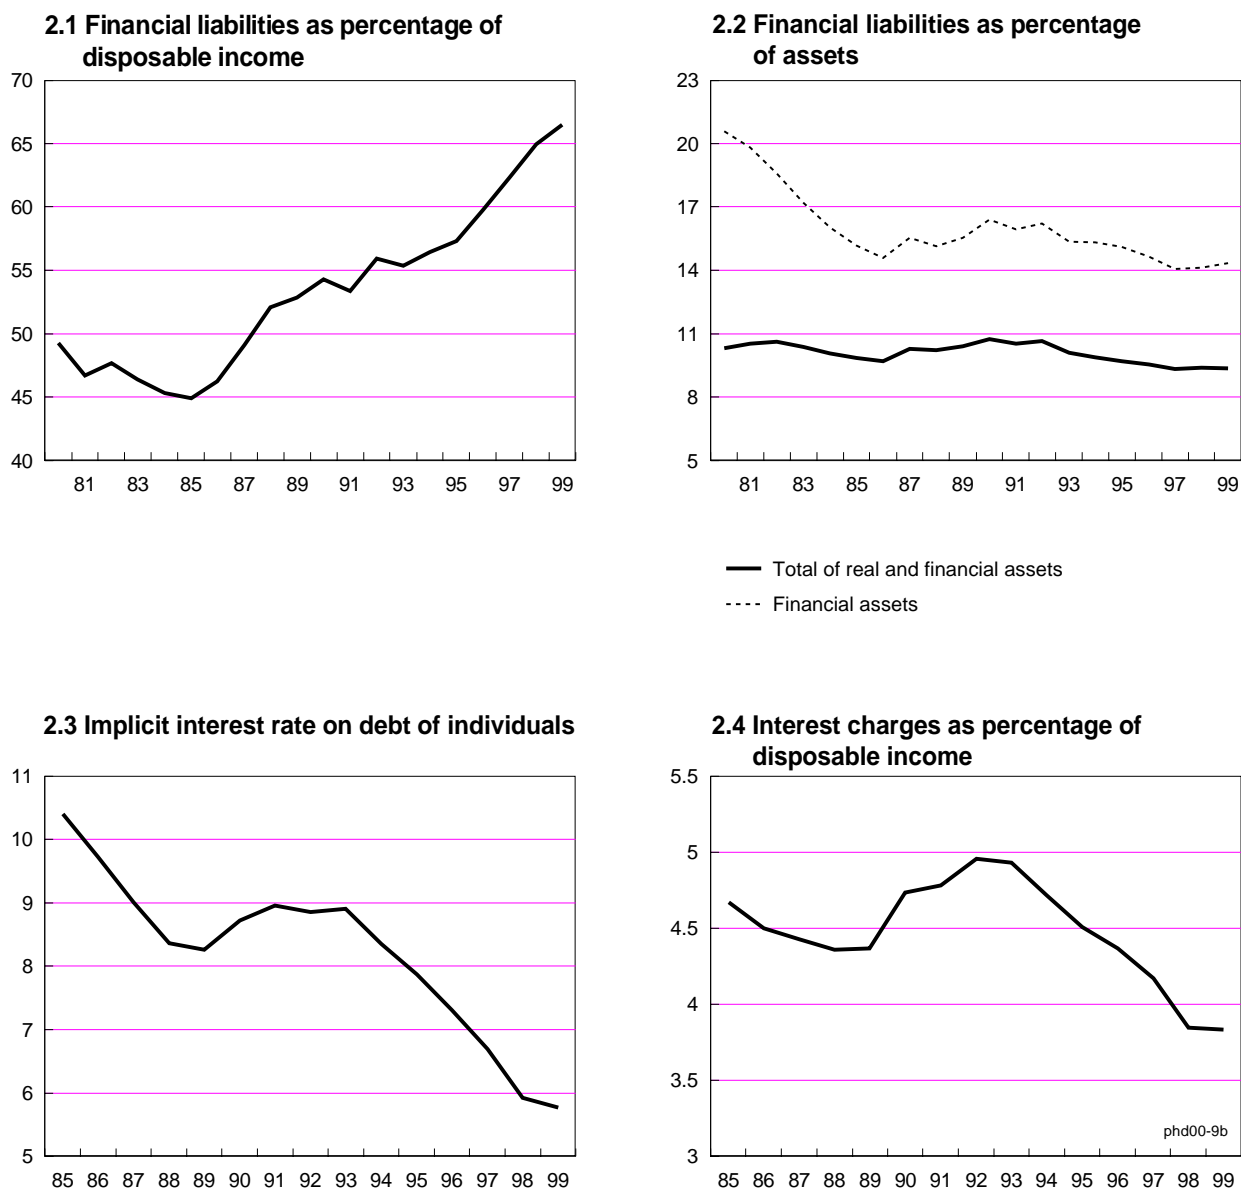 2.1 Financial liabilities as percentage of
disposable income
70
65
60
55
50
45
40
81 83 85 87 89 91 93 95 97 99
2.2 Financial liabilities as percentage
of assets
23
20
17
14
11
8
5
81 83 85 87 89 91 93 95 97 99
Total of real and financial assets
Financial assets
2.3 Implicit interest rate on debt of individuals
11
10
9
8
7
6
5
85 86 87 88 89 90 91 92 93 94 95 96 97 98 99
2.4 Interest charges as percentage of
disposable income
5.5
5
4.5
4
3.5
3
phd00-9b
85 86 87 88 89 90 91 92 93 94 95 96 97 98 99